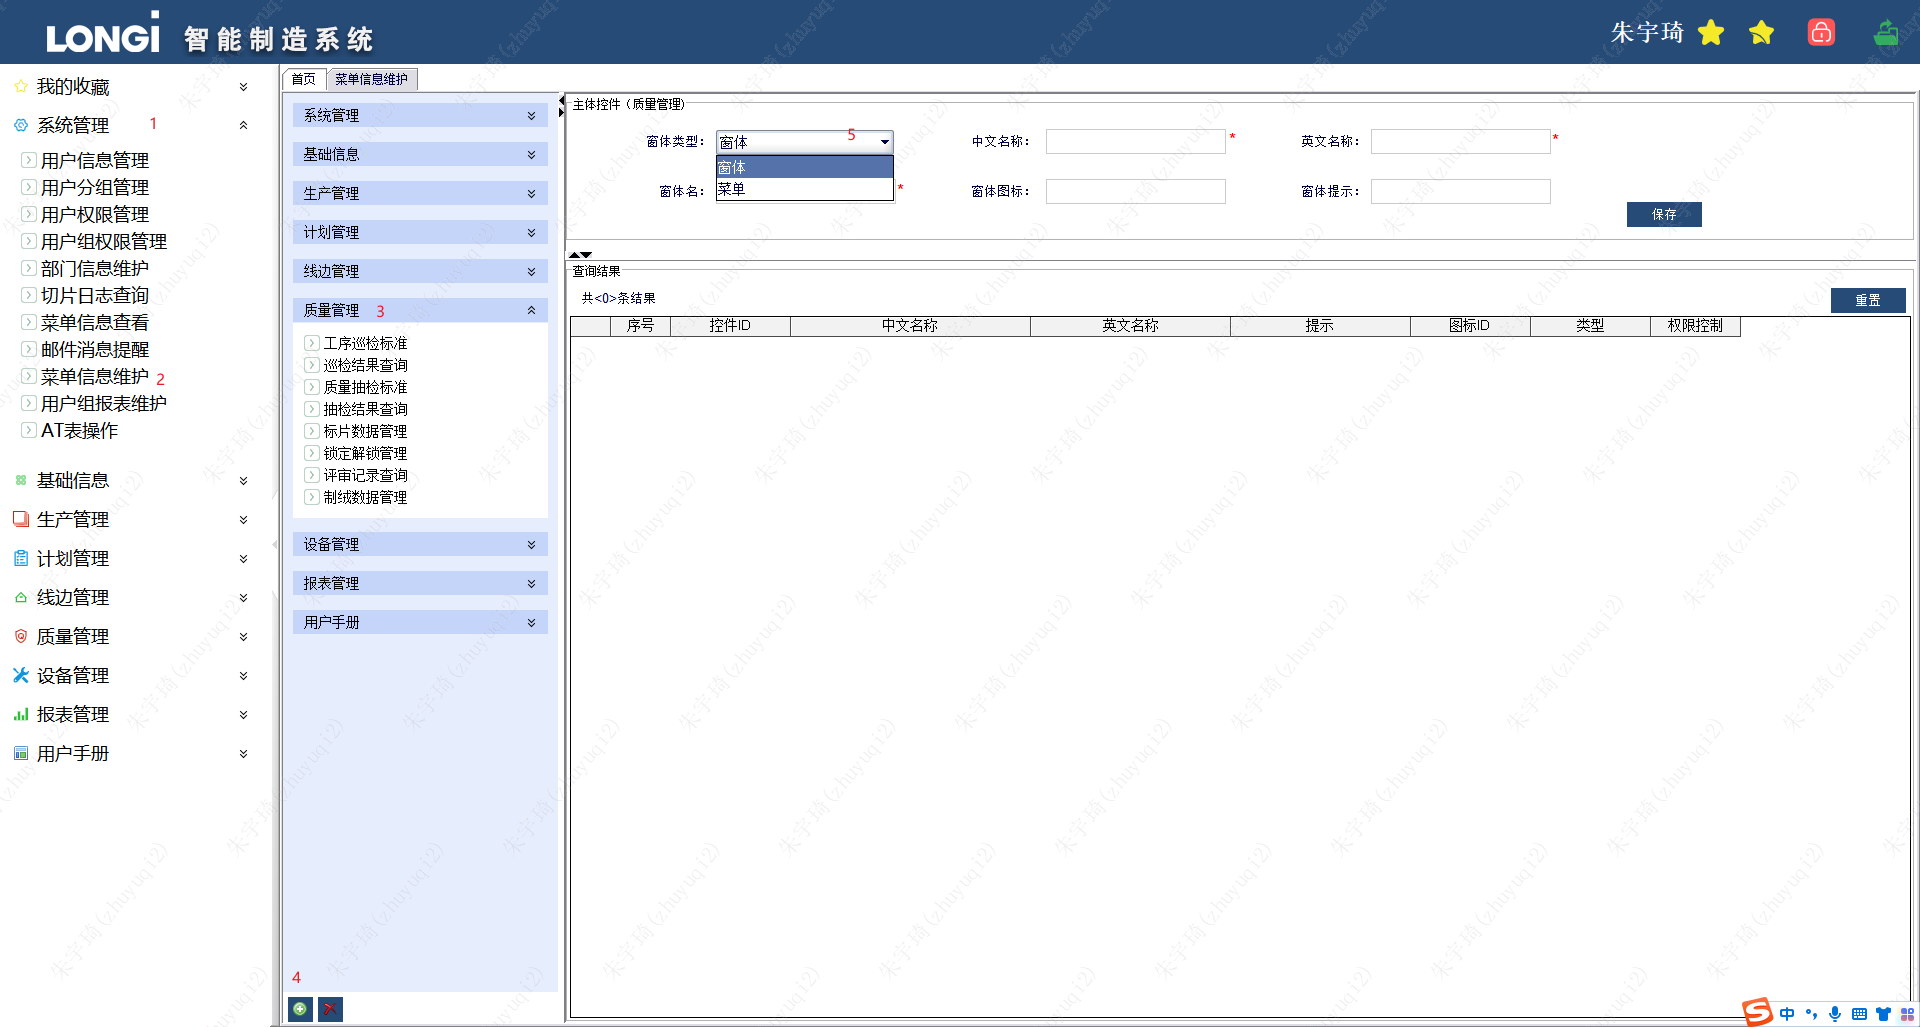 LONGi 智能制造系统
朱宇琦
我的收藏
系统管理 1
用户信息管理
用户分组管理
用户权限管理
用户组权限管理
部门信息维护
切片日志查询
菜单信息查看
邮件消息提醒
菜单信息维护 2
用户组报表维护
AT表操作
基础信息
生产管理
计划管理
线边管理
质量管理
设备管理
报表管理
用户手册
首页 菜单信息维护
系统管理
基础信息
生产管理
计划管理
线边管理
质量管理 3
工序巡检标准
巡检结果查询
质量抽检标准
抽检结果查询
标片数据管理
锁定解锁管理
评审记录查询
制绒数据管理
设备管理
报表管理
用户手册
4
主体控件（质量管理）
窗体类型： 窗体 5 中文名称： * 英文名称： *
窗体
菜单
窗体名： * 窗体图标： 窗体提示：
保存
查询结果
共<0>条结果
重置
序号 控件ID 中文名称 英文名称 提示 图标ID 类型 权限控制
朱宇琦(zhuyuqi2)
中